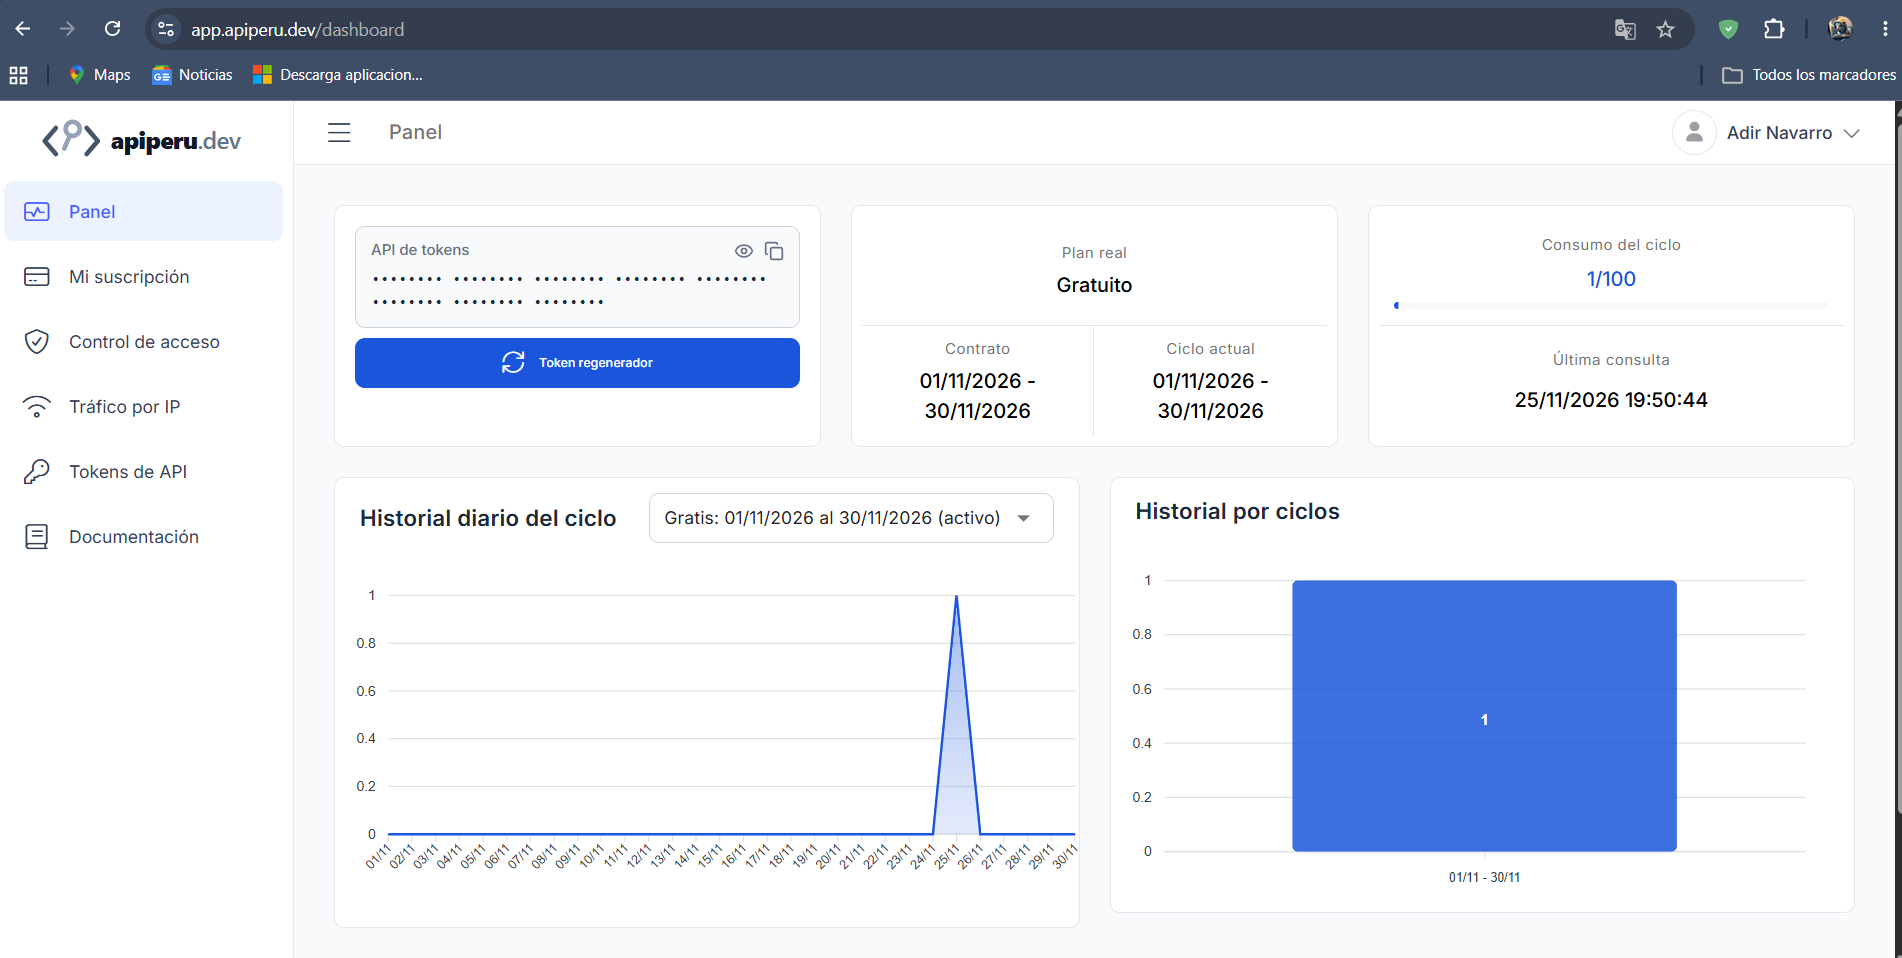 app.apiperu.dev/dashboard
Maps
Noticias
Descarga aplicacion...
Todos los marcadores
apiperu.dev
Panel
Adir Navarro
Panel
Mi suscripción
Control de acceso
Tráfico por IP
Tokens de API
Documentación
API de tokens
Token regenerador
Plan real
Gratuito
Contrato
01/11/2026 -
30/11/2026
Ciclo actual
01/11/2026 -
30/11/2026
Consumo del ciclo
1/100
Última consulta
25/11/2026 19:50:44
Historial diario del ciclo
Gratis: 01/11/2026 al 30/11/2026 (activo)
1
0.8
0.6
0.4
0.2
0
01/11
02/11
03/11
04/11
05/11
06/11
07/11
08/11
09/11
10/11
11/11
12/11
13/11
14/11
15/11
16/11
17/11
18/11
19/11
20/11
21/11
22/11
23/11
24/11
25/11
26/11
27/11
28/11
29/11
30/11
Historial por ciclos
1
0.8
0.6
0.4
0.2
0
1
01/11 - 30/11